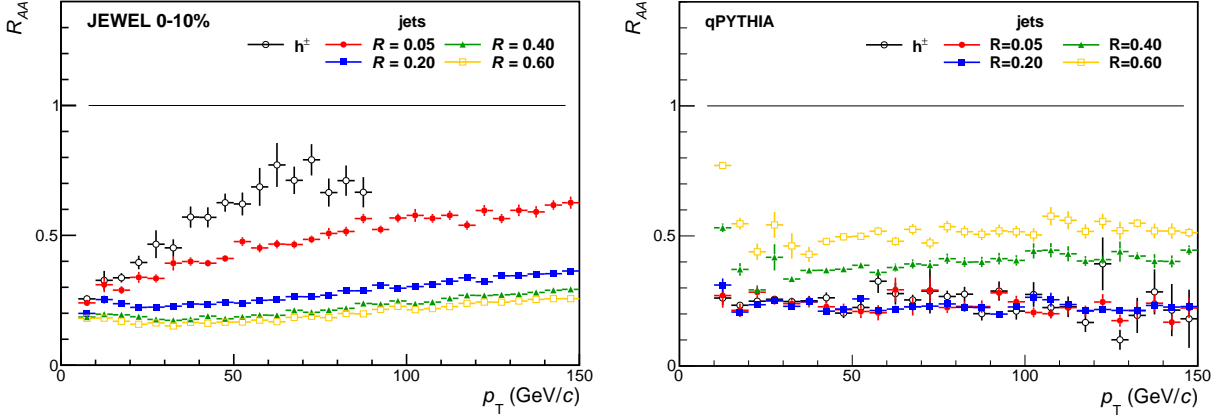 R_AA
JEWEL 0-10%
jets
h±
R = 0.05
R = 0.40
R = 0.20
R = 0.60
1
0.5
0
0
50
100
150
p_T (GeV/c)
R_AA
qPYTHIA
jets
h±
R=0.05
R=0.40
R=0.20
R=0.60
1
0.5
0
0
50
100
150
p_T (GeV/c)